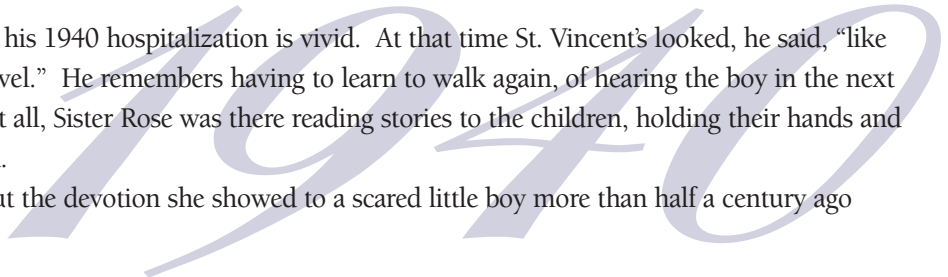 his 1940 hospitalization is vivid. At that time St. Vincent's looked, he said, “like
vel.” He remembers having to learn to walk again, of hearing the boy in the next
t all, Sister Rose was there reading stories to the children, holding their hands and
.
ut the devotion she showed to a scared little boy more than half a century ago
1940